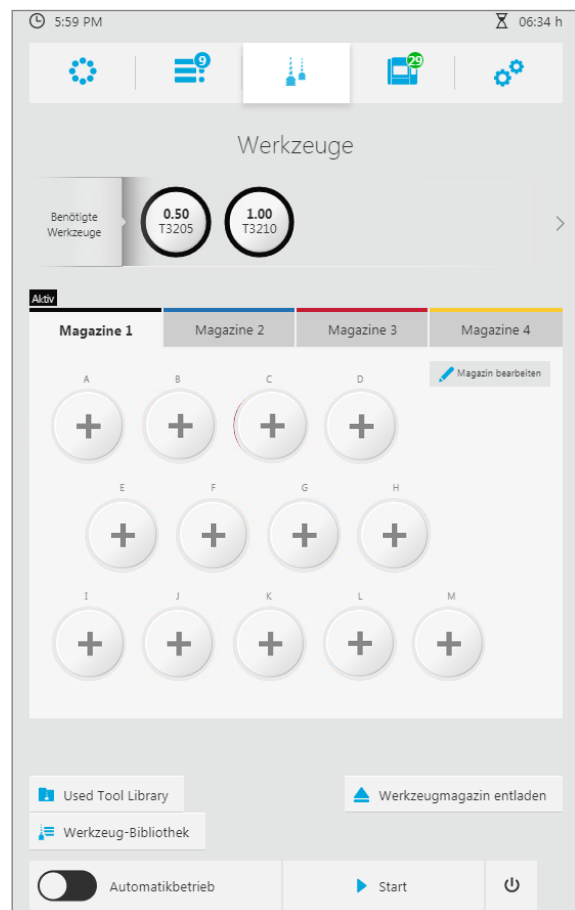 5:59 PM
06:34 h
9
29
Werkzeuge
Benötigte
Werkzeuge
0.50
T3205
1.00
T3210
Aktiv
Magazine 1
Magazine 2
Magazine 3
Magazine 4
Magazin bearbeiten
A
B
C
D
E
F
G
H
I
J
K
L
M
Used Tool Library
Werkzeugmagazin entladen
Werkzeug-Bibliothek
Automatikbetrieb
Start